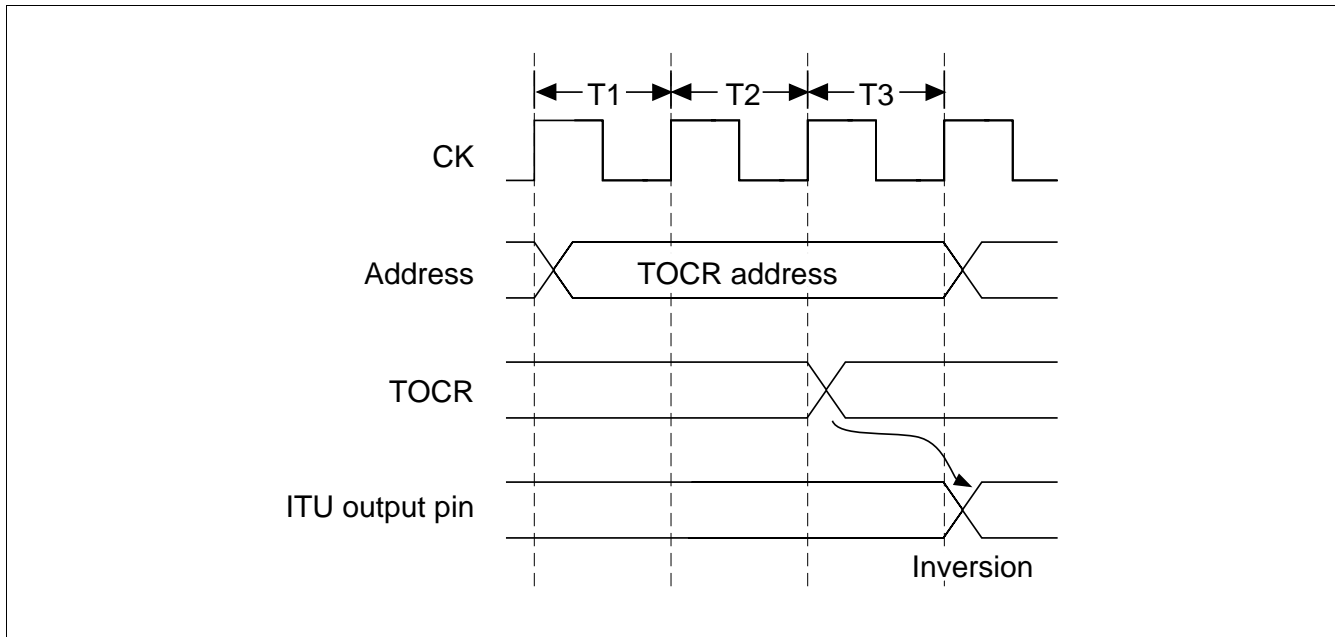 T1 T2 T3
CK
Address TOCR address
TOCR
ITU output pin
Inversion